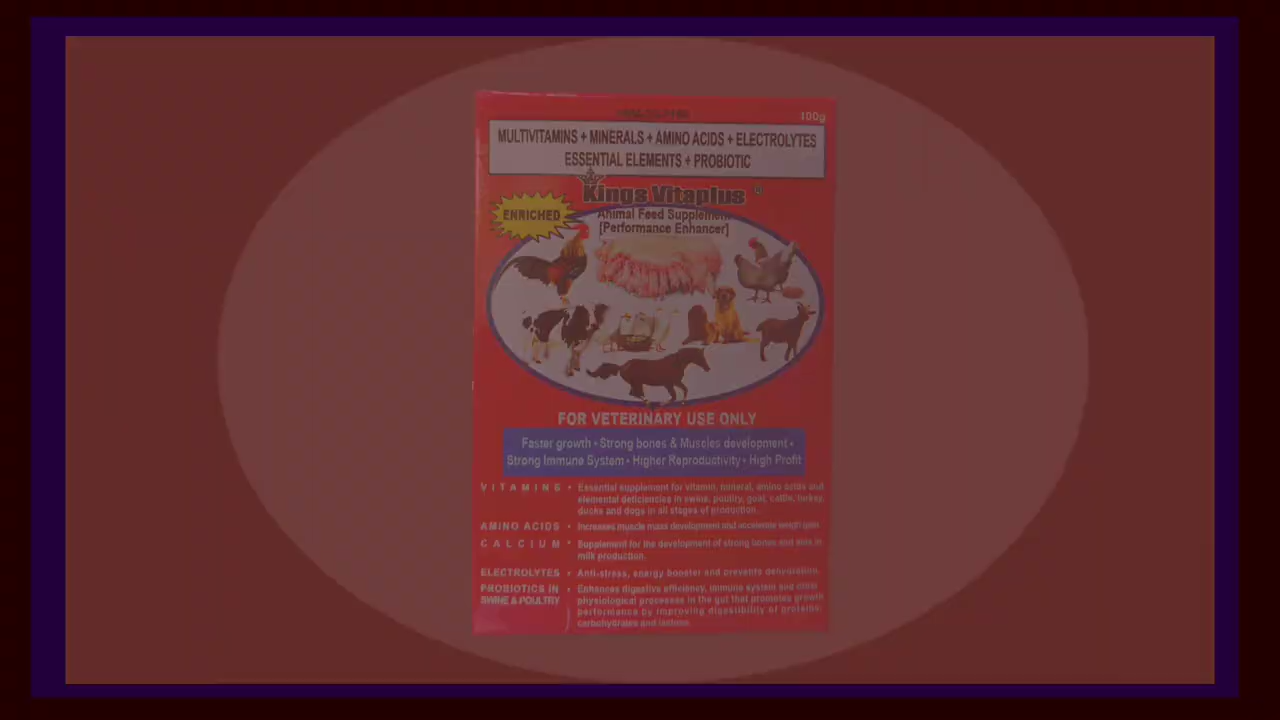 100g
MULTIVITAMINS + MINERALS + AMINO ACIDS + ELECTROLYTES
ESSENTIAL ELEMENTS + PROBIOTIC
Kings Vitaplus ®
ENRICHED
Animal Feed Supplement
[Performance Enhancer]
FOR VETERINARY USE ONLY
Faster growth • Strong bones & Muscles development •
Strong Immune System • Higher Reproductivity • High Profit
VITAMINS • Essential supplement for vitamin, mineral, amino acids and
elemental deficiencies in swine, poultry, goat, cattle, turkey,
ducks and dogs in all stages of production.
AMINO ACIDS • Increases muscle mass development and accelerate weight gain.
CALCIUM • Supplement for the development of strong bones and aids in
milk production.
ELECTROLYTES • Anti-stress, energy booster and prevents dehydration.
PROBIOTICS IN • Enhances digestive efficiency, immune system and other
SWINE & POULTRY physiological processes in the gut that promotes growth
performance by improving digestibility of proteins,
carbohydrates and lactose.